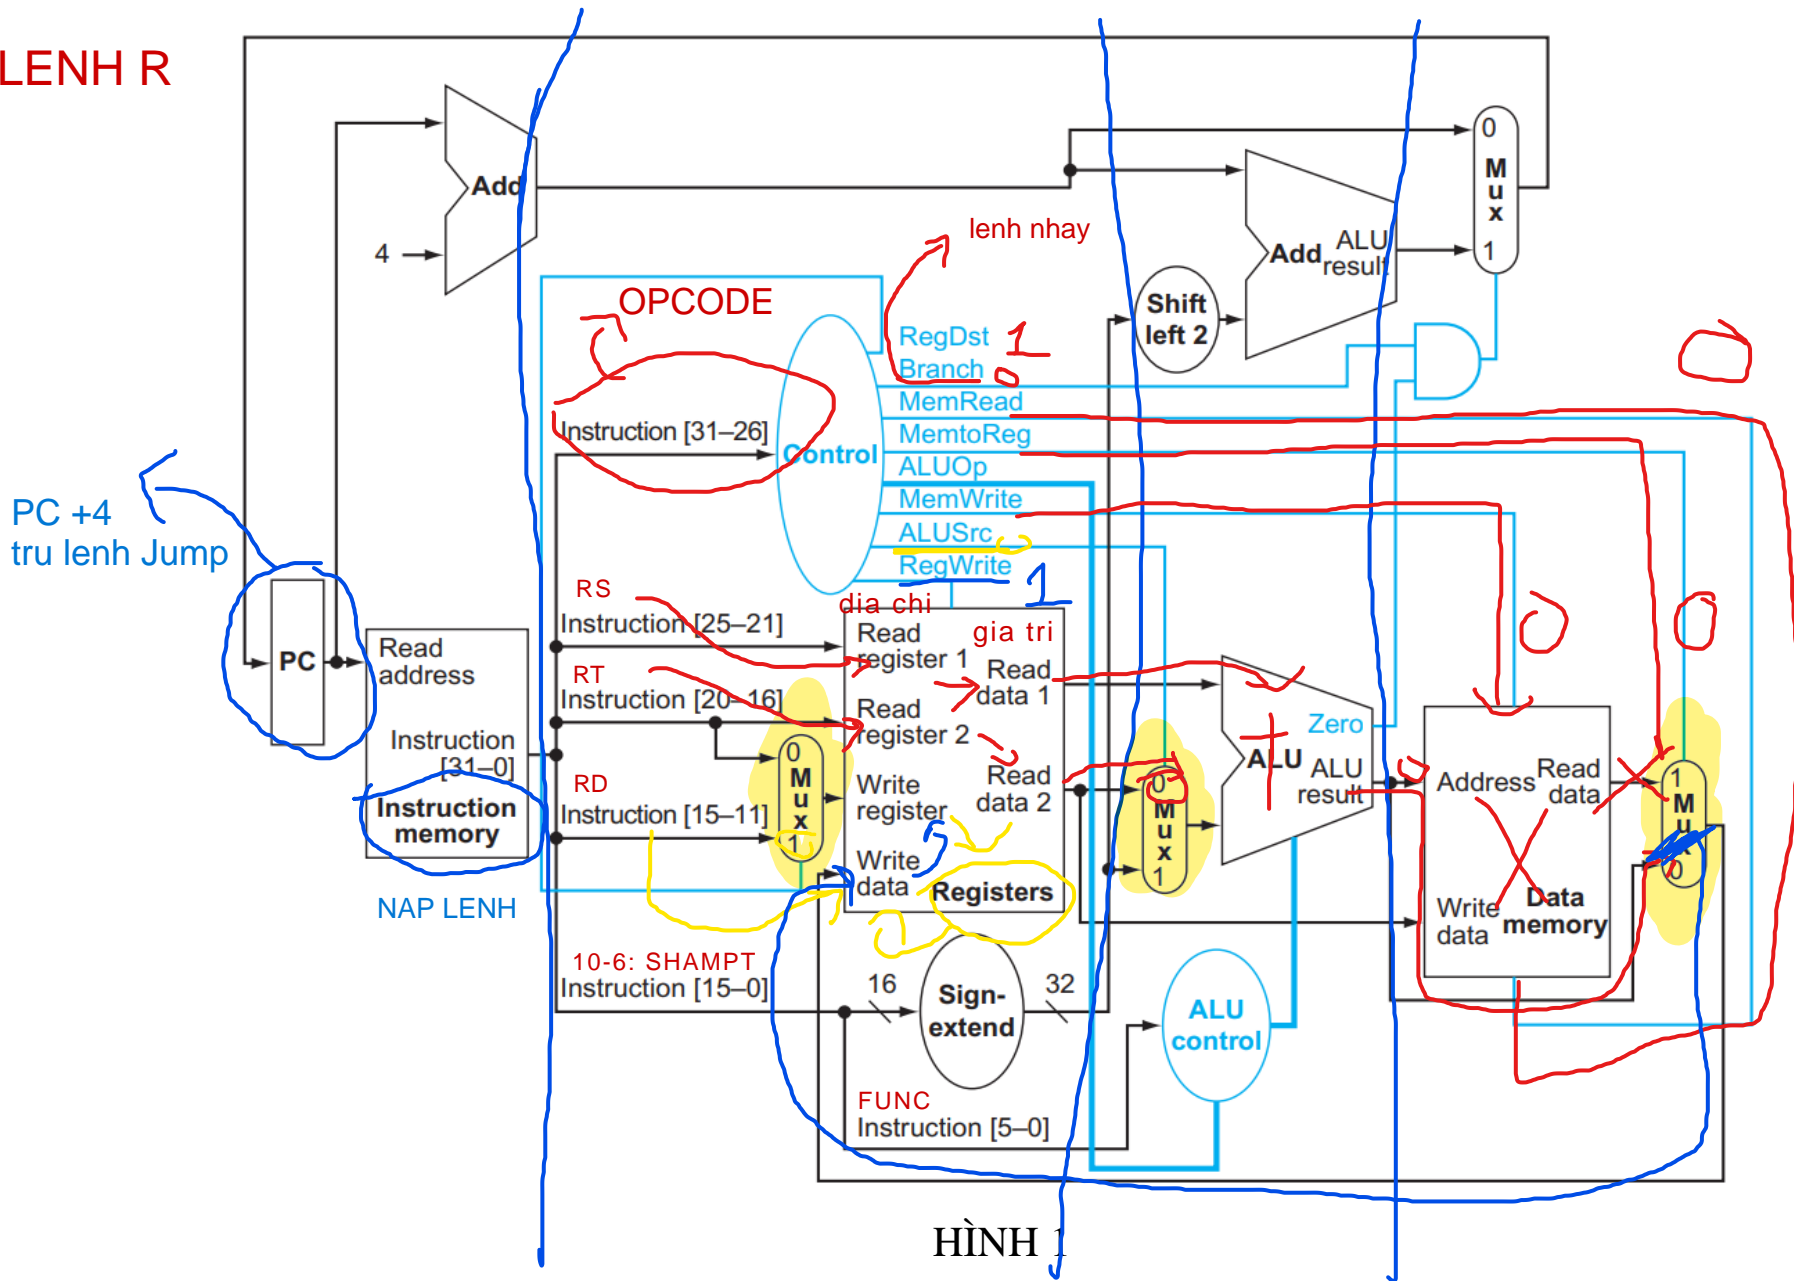 LENH R
Add
4
PC +4
tru lenh Jump
PC
Read
address
Instruction
[31–0]
Instruction
memory
NAP LENH
OPCODE
Instruction [31–26]
Control
lenh nhay
RegDst 1
Branch 0
MemRead
MemtoReg
ALUOp
MemWrite
ALUSrc 0
RegWrite 1
RS
Instruction [25–21]
RT
Instruction [20–16]
RD
Instruction [15–11]
0
M
u
x
1
10-6: SHAMPT
Instruction [15–0]
dia chi
gia tri
Read
register 1
Read
data 1
Read
register 2
Read
data 2
Write
register
Write
data
Registers
16
Sign-
extend
32
FUNC
Instruction [5–0]
Shift
left 2
Add
ALU
result
0
M
u
x
1
0
M
u
x
1
+
Zero
ALU
ALU
result
ALU
control
0
0
0
Address
Read
data
Write
data
Data
memory
1
M
u
x
0
HÌNH 1